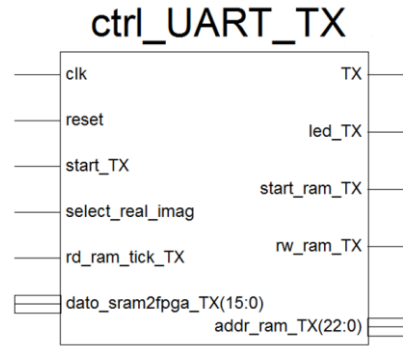 ctrl_UART_TX
clk
TX
reset
led_TX
start_TX
start_ram_TX
select_real_imag
rw_ram_TX
rd_ram_tick_TX
dato_sram2fpga_TX(15:0)
addr_ram_TX(22:0)